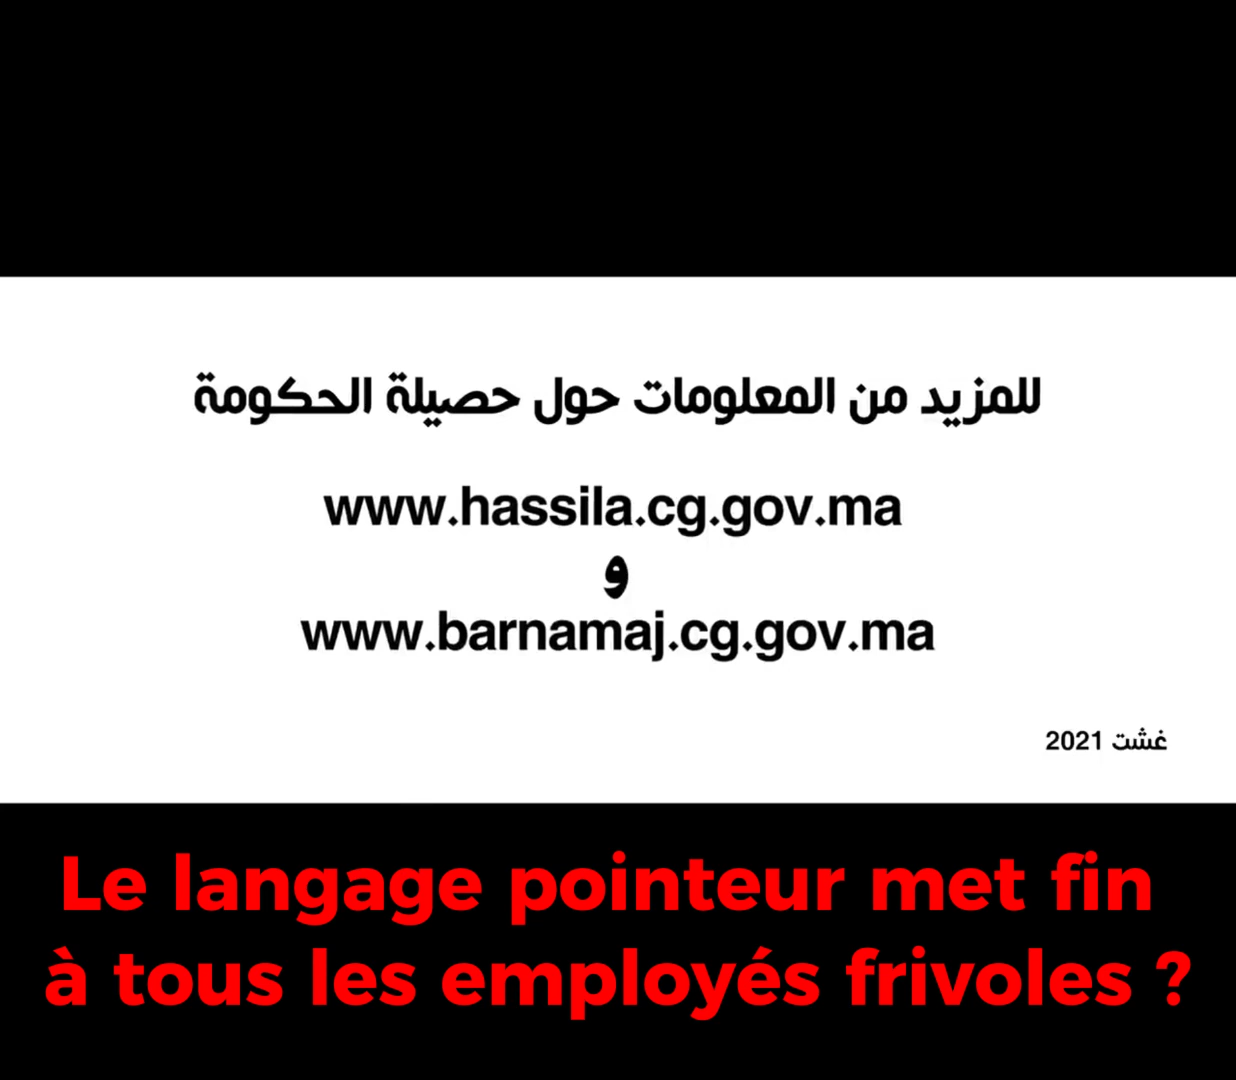 للمزيد من المعلومات حول حصيلة الحكومة
www.hassila.cg.gov.ma
و
www.barnamaj.cg.gov.ma
غشت 2021
Le langage pointeur met fin
à tous les employés frivoles ?